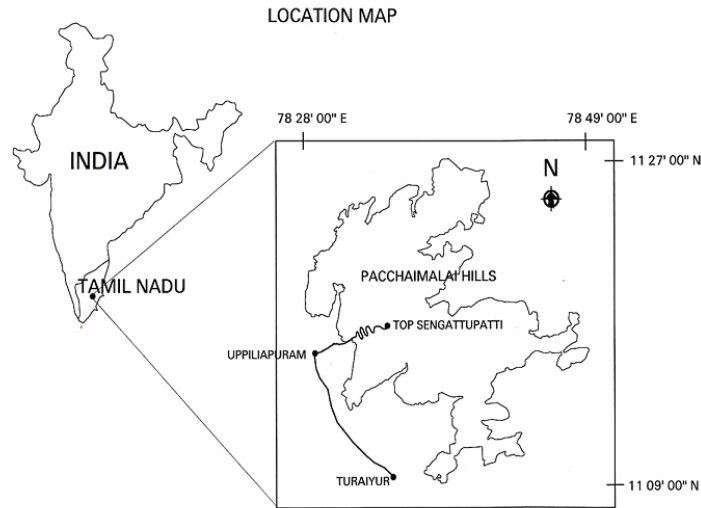 LOCATION MAP
78 28' 00" E
78 49' 00" E
11 27' 00" N
INDIA
N
PACCHAIMALAI HILLS
TAMIL NADU
TOP SENGATTUPATTI
UPPILIAPURAM
TURAIYUR
11 09' 00" N